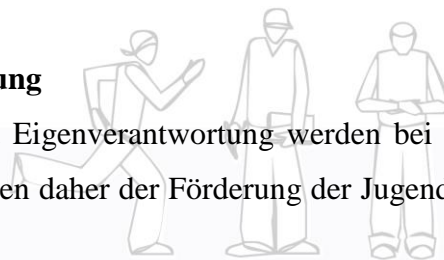 ung
Eigenverantwortung werden bei
en daher der Förderung der Jugend